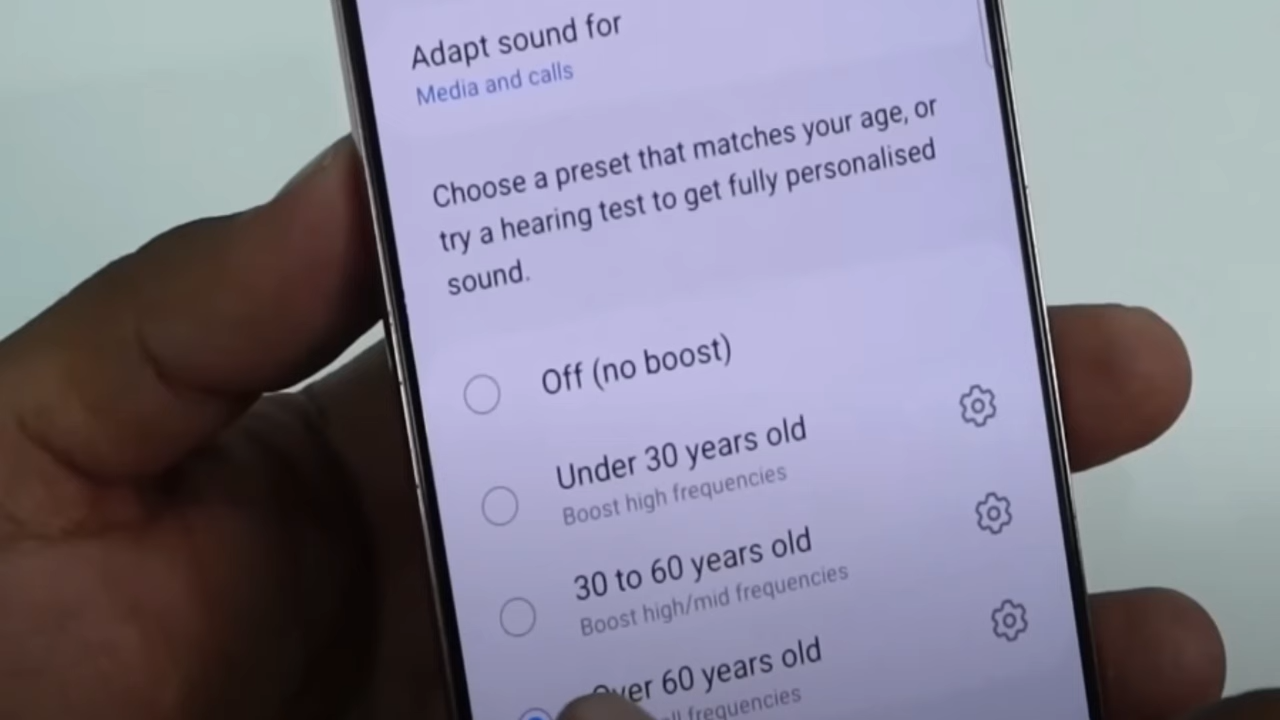 Adapt sound for
Media and calls
Choose a preset that matches your age, or
try a hearing test to get fully personalised
sound.
Off (no boost)
Under 30 years old
Boost high frequencies
30 to 60 years old
Boost high/mid frequencies
Over 60 years old
frequencies